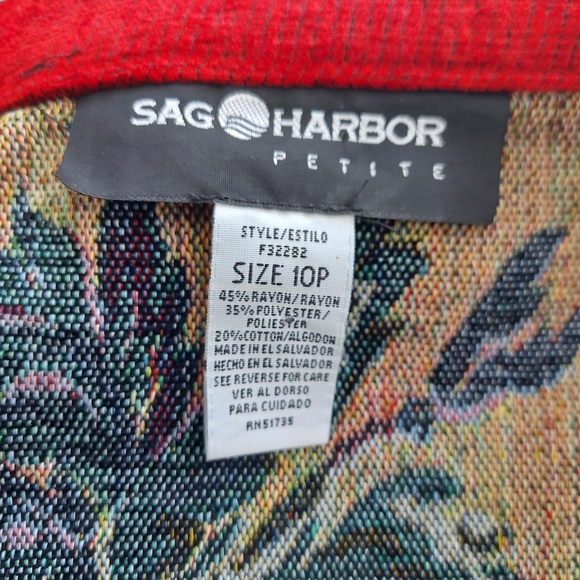 SAG HARBOR
PETITE
STYLE/ESTILO
F32282
SIZE 10P
45% RAYON/RAYON
35% POLYESTER/
POLIESTER
20% COTTON/ALGODON
MADE IN EL SALVADOR
HECHO EN EL SALVADOR
SEE REVERSE FOR CARE
VER AL DORSO
PARA CUIDADO
RN51735